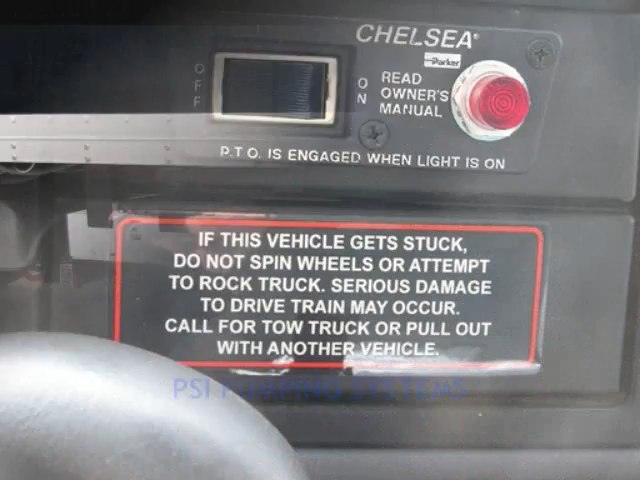 CHELSEA®
Parker
OFF
ON
READ
OWNER'S
MANUAL
P.T.O. IS ENGAGED WHEN LIGHT IS ON
IF THIS VEHICLE GETS STUCK,
DO NOT SPIN WHEELS OR ATTEMPT
TO ROCK TRUCK. SERIOUS DAMAGE
TO DRIVE TRAIN MAY OCCUR.
CALL FOR TOW TRUCK OR PULL OUT
WITH ANOTHER VEHICLE.
PSI PUMPING SYSTEMS